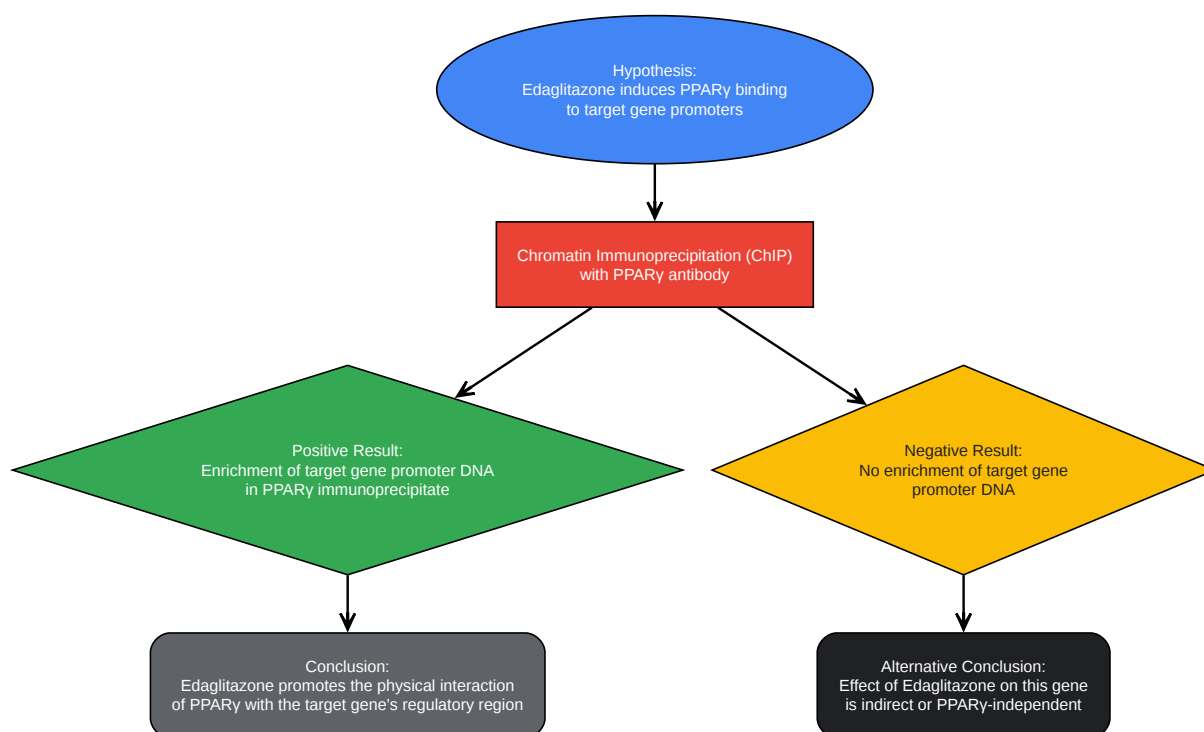 Hypothesis:
Edaglitazone induces PPARγ binding
to target gene promoters
Chromatin Immunoprecipitation (ChIP)
with PPARγ antibody
Positive Result:
Enrichment of target gene promoter DNA
in PPARγ immunoprecipitate
Negative Result:
No enrichment of target gene
promoter DNA
Conclusion:
Edaglitazone promotes the physical interaction
of PPARγ with the target gene's regulatory region
Alternative Conclusion:
Effect of Edaglitazone on this gene
is indirect or PPARγ-independent